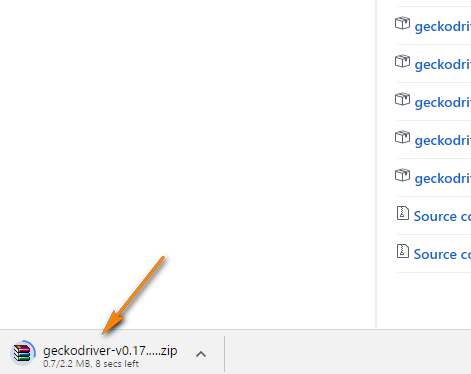 geckodri
geckodri
geckodri
geckodri
geckodri
Source co
Source co
geckodriver-v0.17.....zip
0.7/2.2 MB, 8 secs left